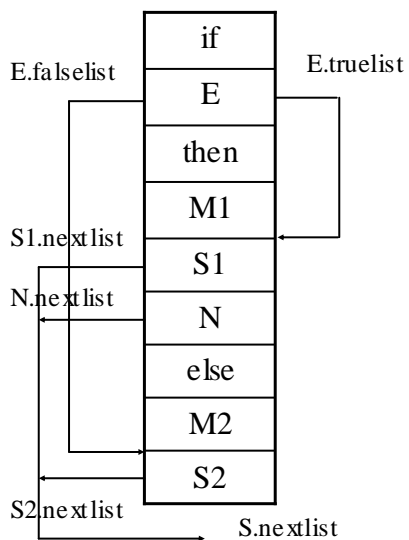 if
E.falselist
E.truelist
E
then
M1
S1.nextlist
S1
N.nextlist
N
else
M2
S2
S2.nextlist
S.nextlist